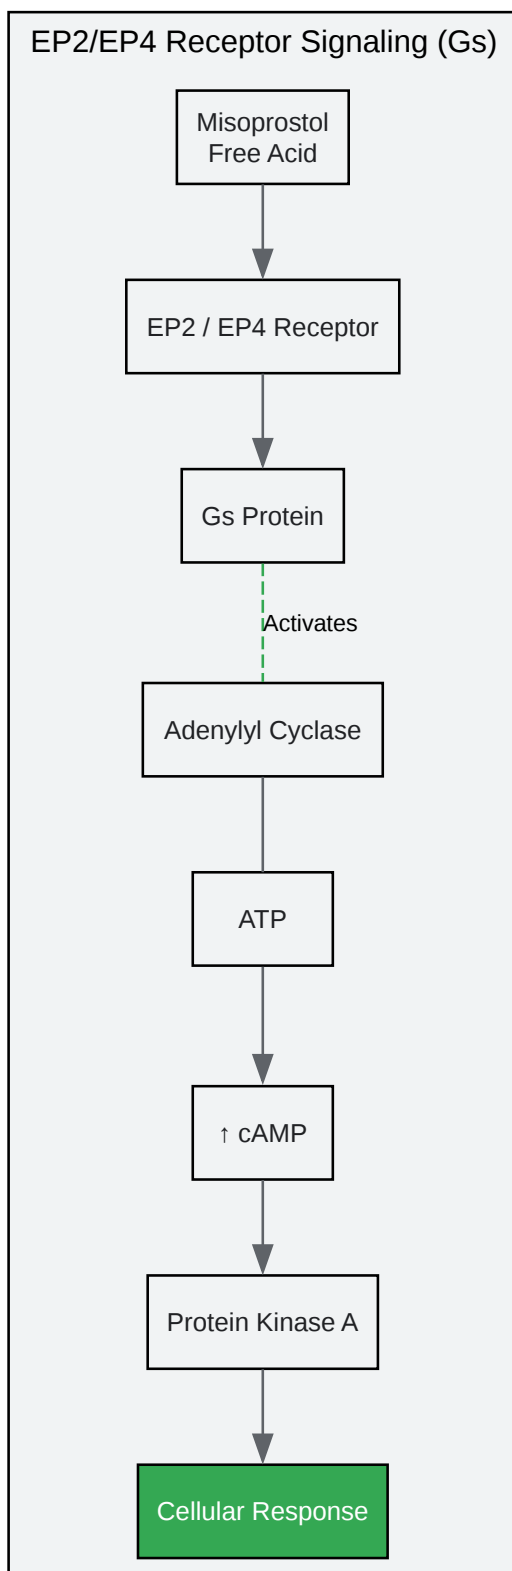 EP2/EP4 Receptor Signaling (Gs)
Misoprostol
Free Acid
EP2 / EP4 Receptor
Gs Protein
Activates
Adenylyl Cyclase
ATP
↑ cAMP
Protein Kinase A
Cellular Response